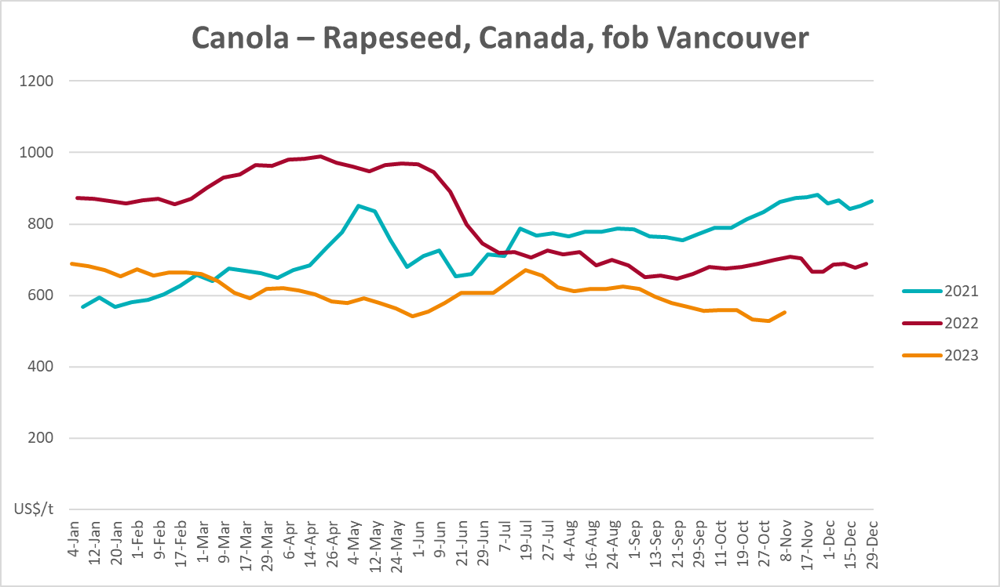 Canola – Rapeseed, Canada, fob Vancouver
1200
1000
800
600
400
200
US$/t
4-Jan
12-Jan
20-Jan
1-Feb
9-Feb
17-Feb
1-Mar
9-Mar
17-Mar
29-Mar
6-Apr
14-Apr
26-Apr
4-May
12-May
24-May
1-Jun
9-Jun
21-Jun
29-Jun
7-Jul
19-Jul
27-Jul
4-Aug
16-Aug
24-Aug
1-Sep
13-Sep
21-Sep
29-Sep
11-Oct
19-Oct
27-Oct
8-Nov
17-Nov
1-Dec
15-Dec
29-Dec
2021
2022
2023